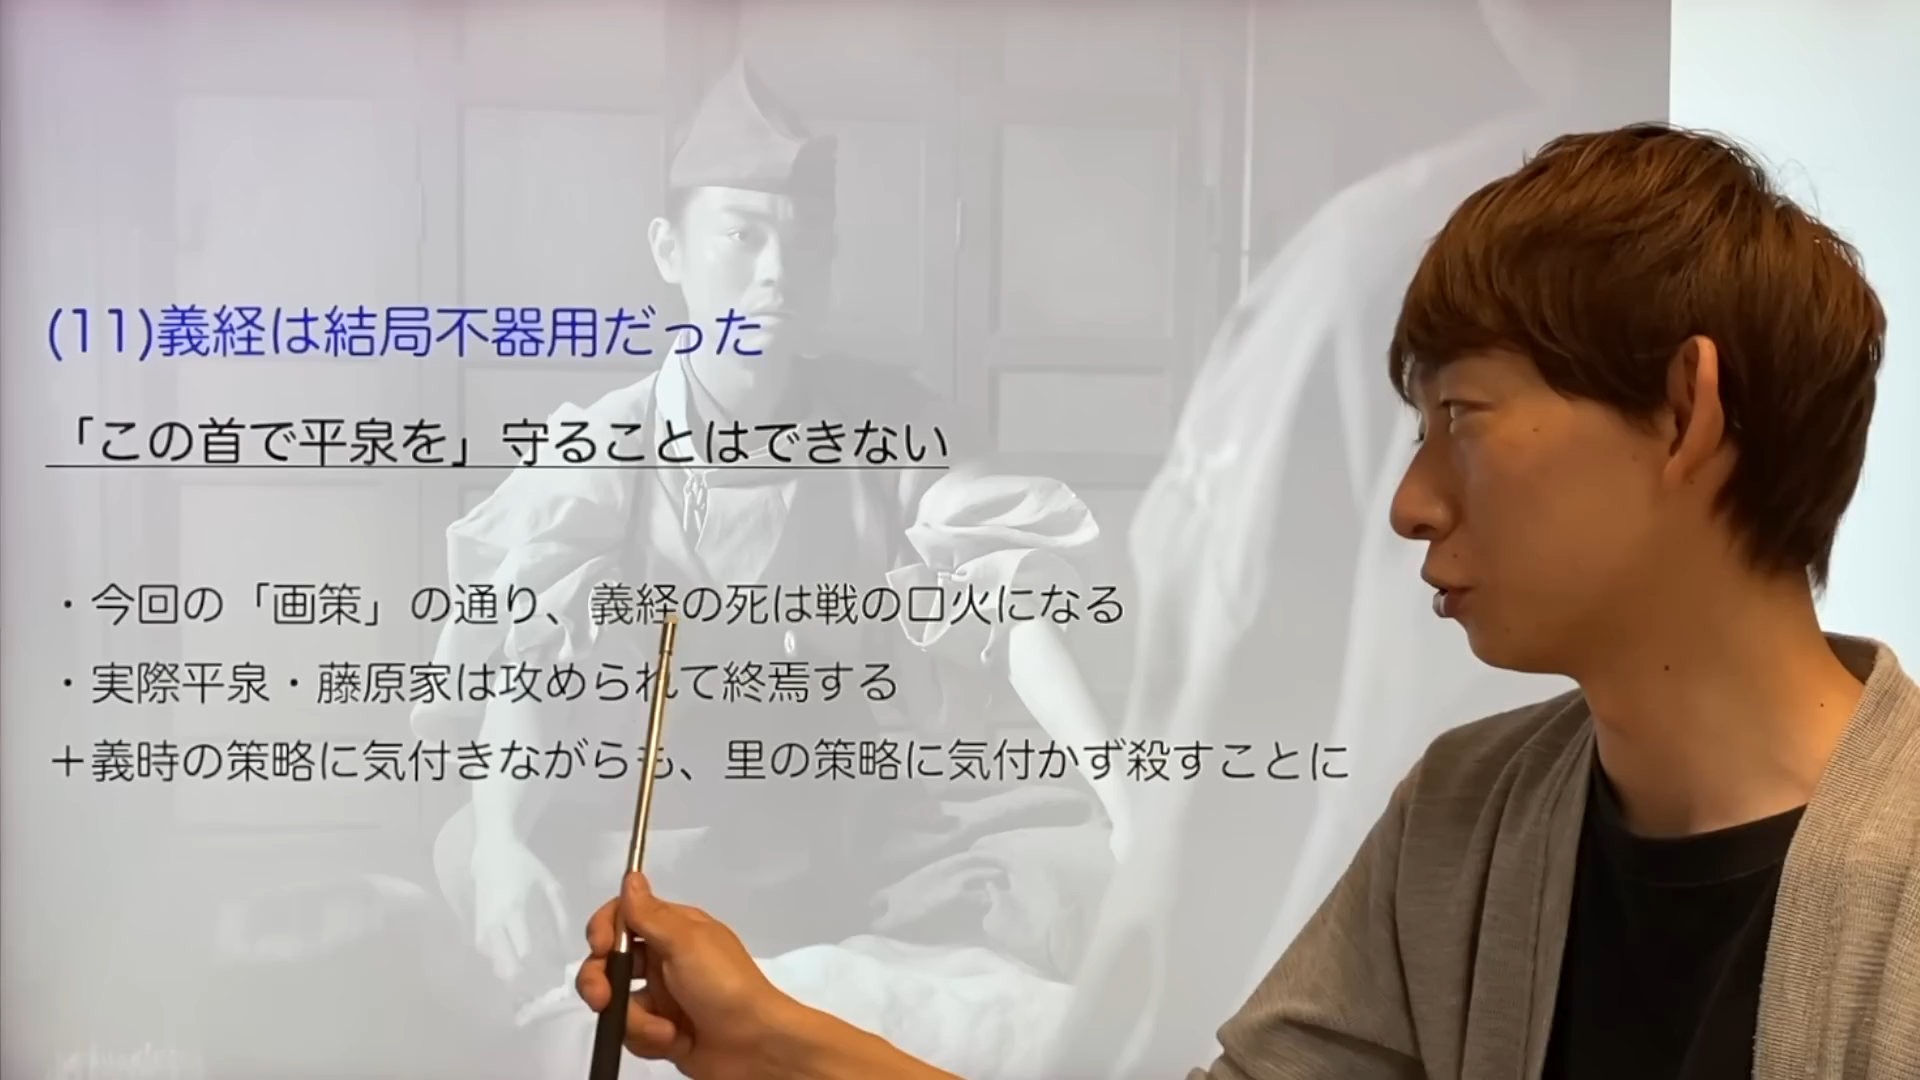 (11)義経は結局不器用だった
「この首で平泉を」守ることはできない
・今回の「画策」の通り、義経の死は戦の口火になる
・実際平泉・藤原家は攻められて終焉する
＋義時の策略に気付きながらも、里の策略に気付かず殺すことに